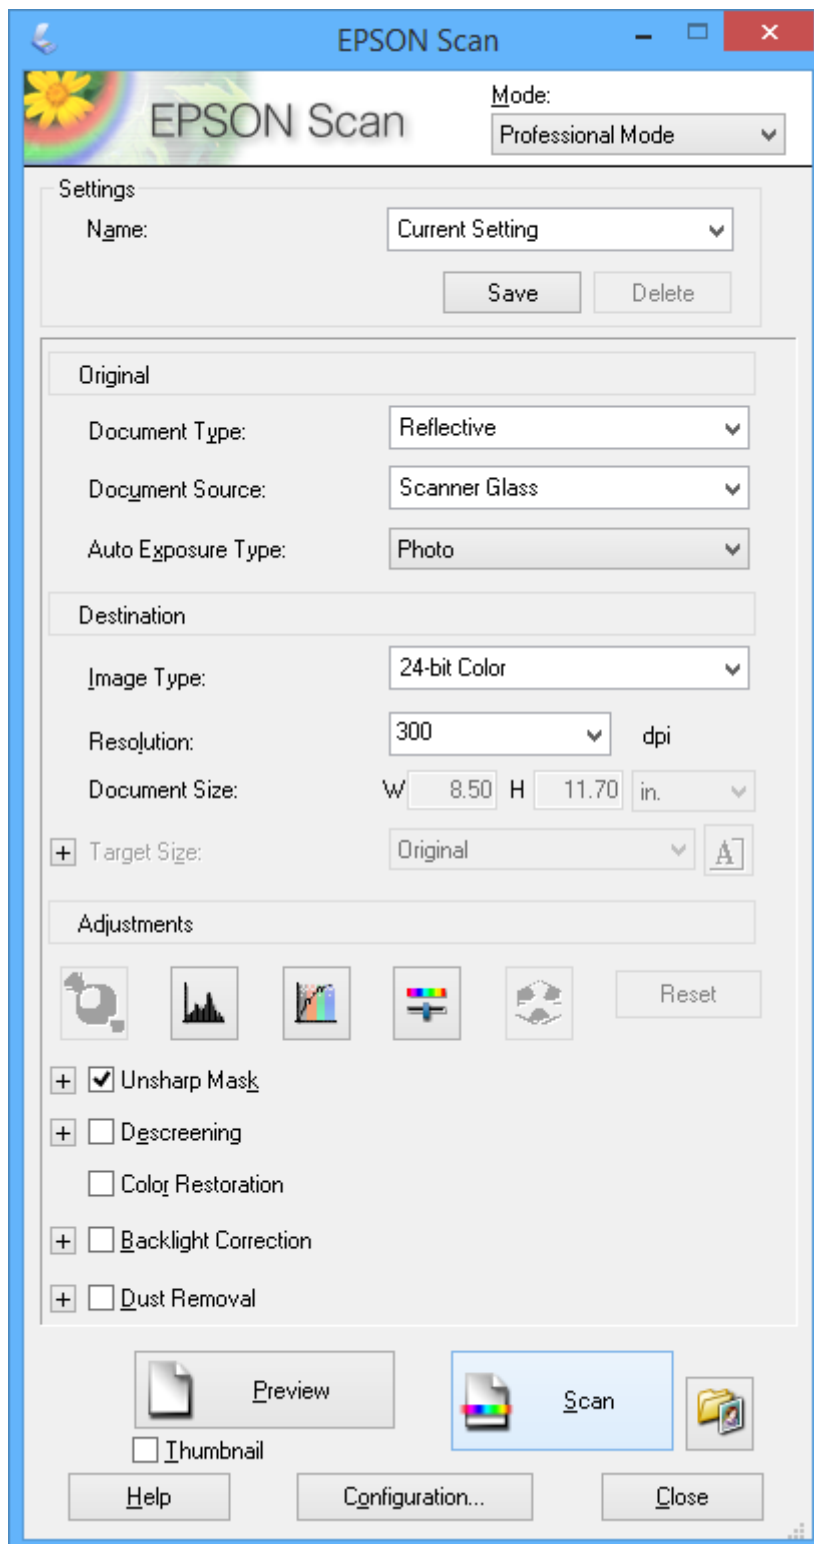 EPSON Scan
EPSON Scan
Mode:
Professional Mode
Settings
Name:
Current Setting
Save Delete
Original
Document Type: Reflective
Document Source: Scanner Glass
Auto Exposure Type: Photo
Destination
Image Type: 24-bit Color
Resolution: 300 dpi
Document Size: W 8.50 H 11.70 in.
+ Target Size: Original A
Adjustments
Reset
+ Unsharp Mask
+ Descreening
Color Restoration
+ Backlight Correction
+ Dust Removal
Preview Scan
Thumbnail
Help Configuration... Close